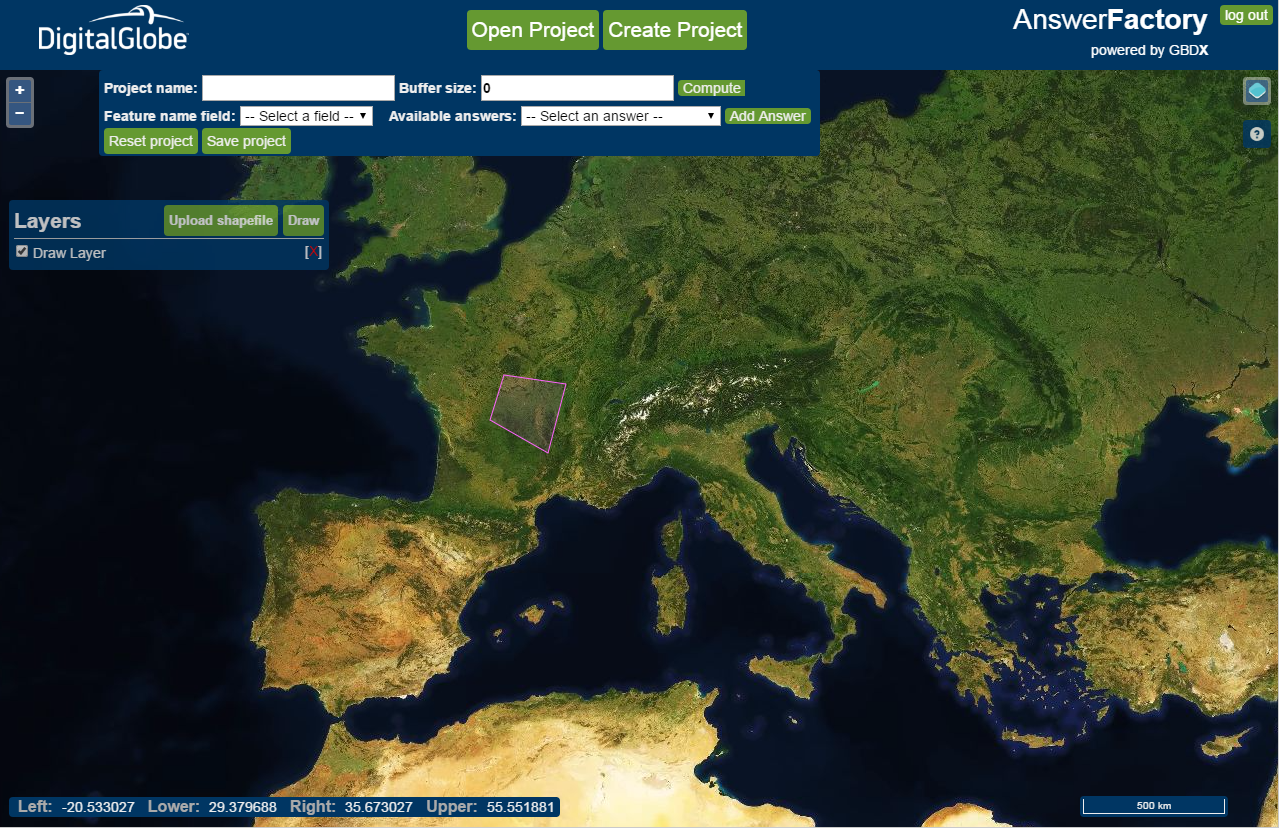 DigitalGlobe
Open Project Create Project
AnswerFactory log out
powered by GBDX
+
−
Project name: Buffer size: 0 Compute
Feature name field: -- Select a field -- Available answers: -- Select an answer -- Add Answer
Reset project Save project
?
Layers Upload shapefile Draw
Draw Layer [X]
Left: -20.533027 Lower: 29.379688 Right: 35.673027 Upper: 55.551881
500 km